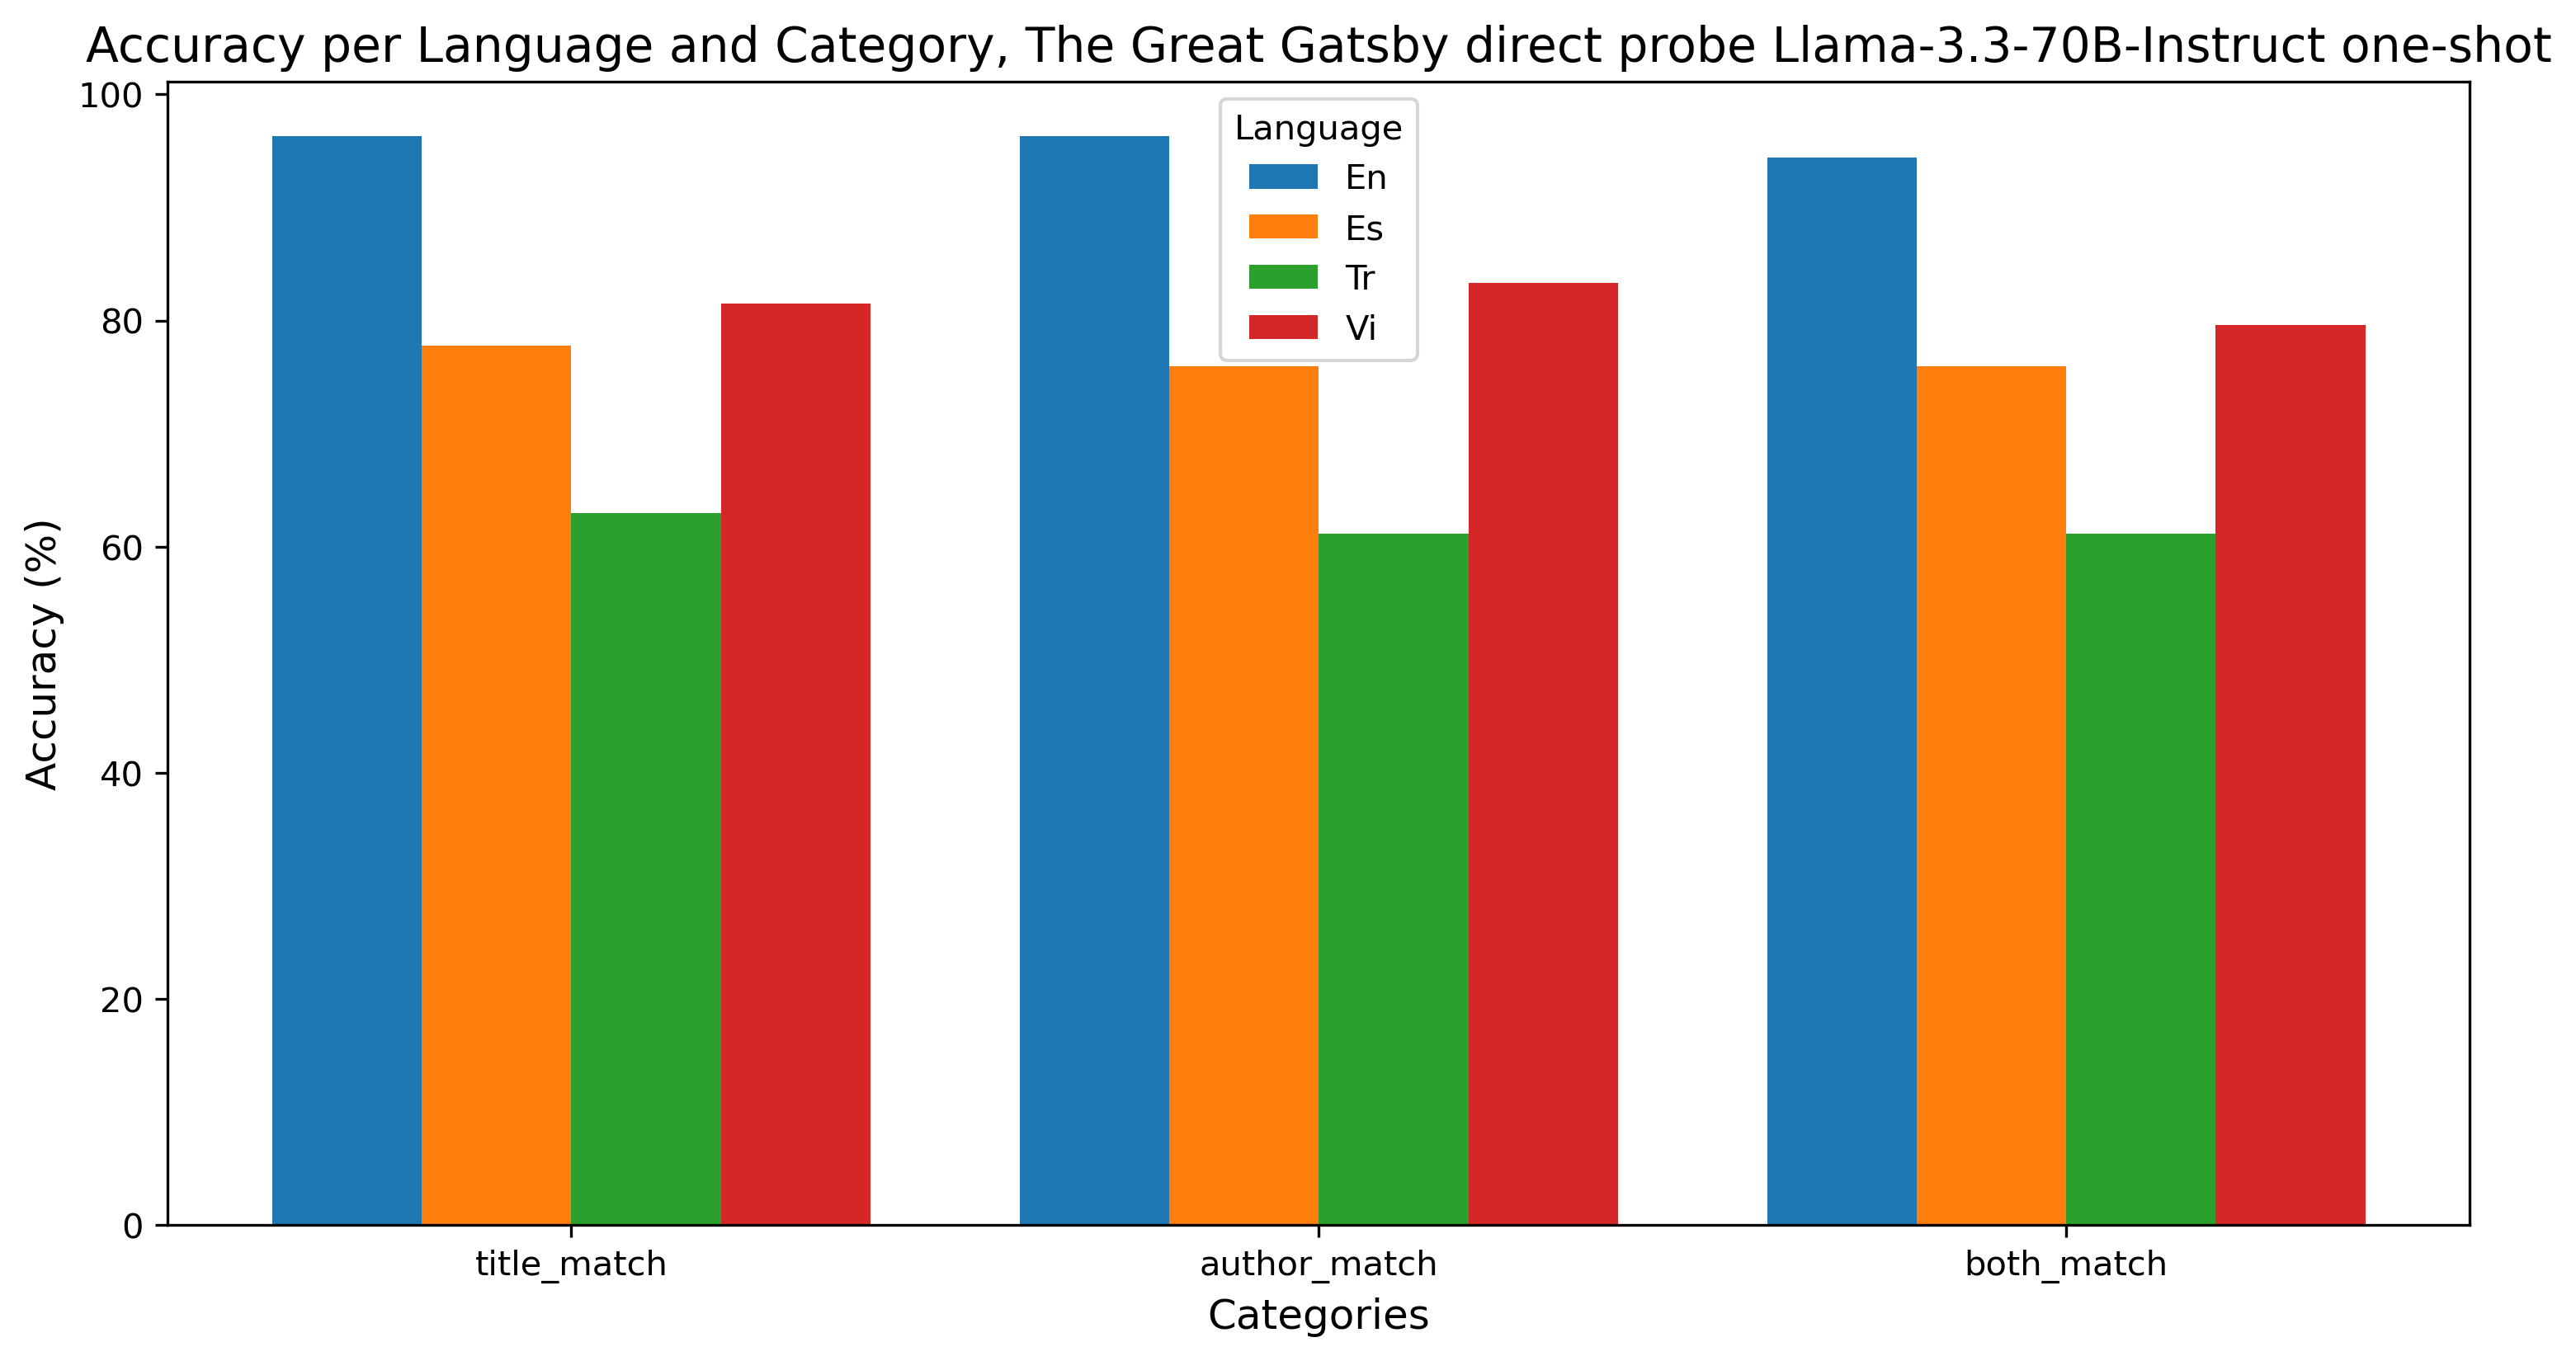 Accuracy per Language and Category, The Great Gatsby direct probe Llama-3.3-70B-Instruct one-shot
Accuracy (%)
100
80
60
40
20
0
Language
En
Es
Tr
Vi
title_match
author_match
both_match
Categories